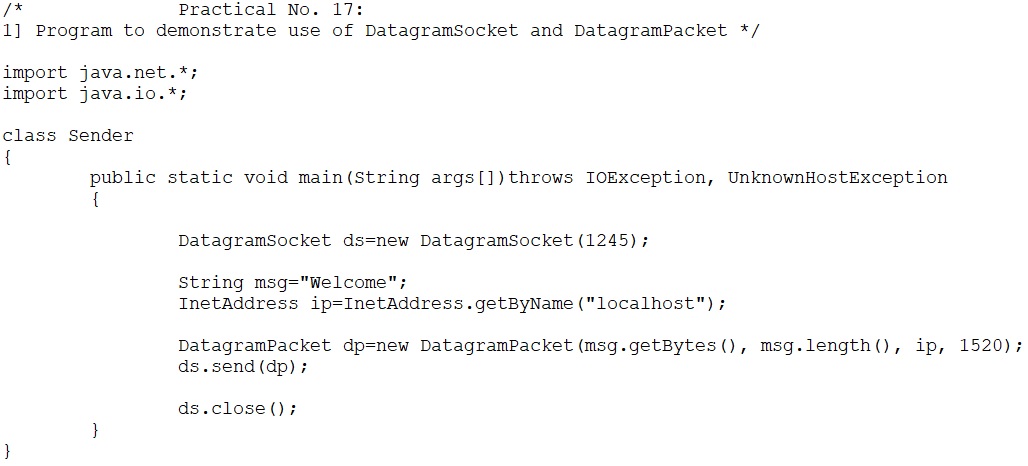 /*              Practical No. 17:
1] Program to demonstrate use of DatagramSocket and DatagramPacket */
import java.net.*;
import java.io.*;
class Sender
{
        public static void main(String args[])throws IOException, UnknownHostException
        {
                DatagramSocket ds=new DatagramSocket(1245);
                String msg="Welcome";
                InetAddress ip=InetAddress.getByName("localhost");
                DatagramPacket dp=new DatagramPacket(msg.getBytes(), msg.length(), ip, 1520);
                ds.send(dp);
                ds.close();
        }
}